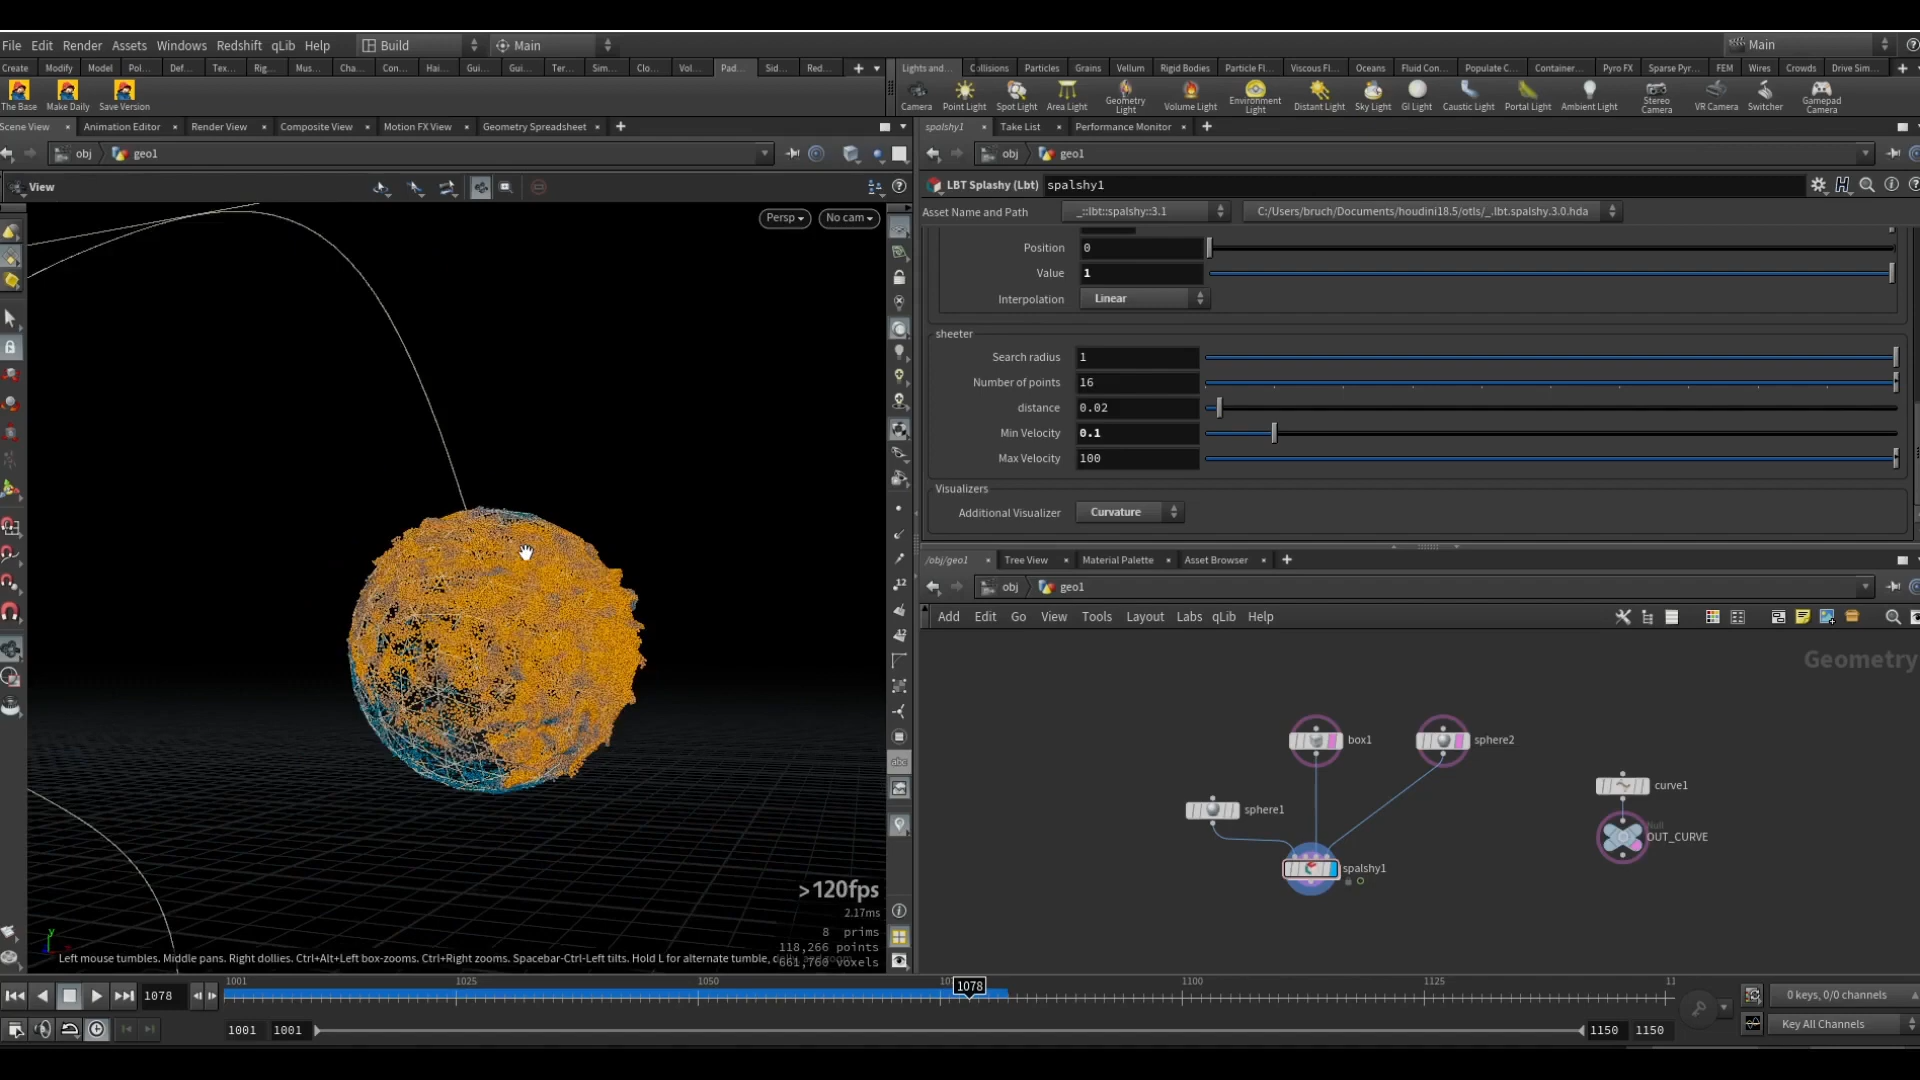 File Edit Render Assets Windows Redshift qLib Help Build Main Main
Create Modify Model Pol... Def... Tex... Rig... Mus... Cha... Con... Hai... Gui... Gui... Ter... Sim... Clo... Vol... Pad... Sid... Red...
Lights and... Collisions Particles Grains Vellum Rigid Bodies Particle Fl... Viscous Fl... Oceans Fluid Con... Populate C... Container... Pyro FX Sparse Pyr... FEM Wires Crowds Drive Sim...
The Base Make Daily Save Version
Camera Point Light Spot Light Area Light Geometry Light Volume Light Environment Light Distant Light Sky Light GI Light Caustic Light Portal Light Ambient Light Stereo Camera VR Camera Switcher Gamepad Camera
Scene View Animation Editor Render View Composite View Motion FX View Geometry Spreadsheet
spalshy1 Take List Performance Monitor
obj geo1
obj geo1
View
LBT Splashy (Lbt) spalshy1
Asset Name and Path _::lbt::spalshy::3.1 C:/Users/bruch/Documents/houdini18.5/otls/_.lbt.spalshy.3.0.hda
Persp No cam
Position 0
Value 1
Interpolation Linear
sheeter
Search radius 1
Number of points 16
distance 0.02
Min Velocity 0.1
Max Velocity 100
Visualizers
Additional Visualizer Curvature
/obj/geo1 Tree View Material Palette Asset Browser
obj geo1
Add Edit Go View Tools Layout Labs qLib Help
Geometry
box1
sphere2
sphere1
curve1
Null
OUT_CURVE
spalshy1
>120fps
2.17ms
8 prims
118,266 points
661,760 voxels
Left mouse tumbles. Middle pans. Right dollies. Ctrl+Alt+Left box-zooms. Ctrl+Right zooms. Spacebar-Ctrl-Left tilts. Hold L for alternate tumble,
1078 1001 1025 1050 1078 1100 1125
0 keys, 0/0 channels
1001 1001 1150 1150
Key All Channels